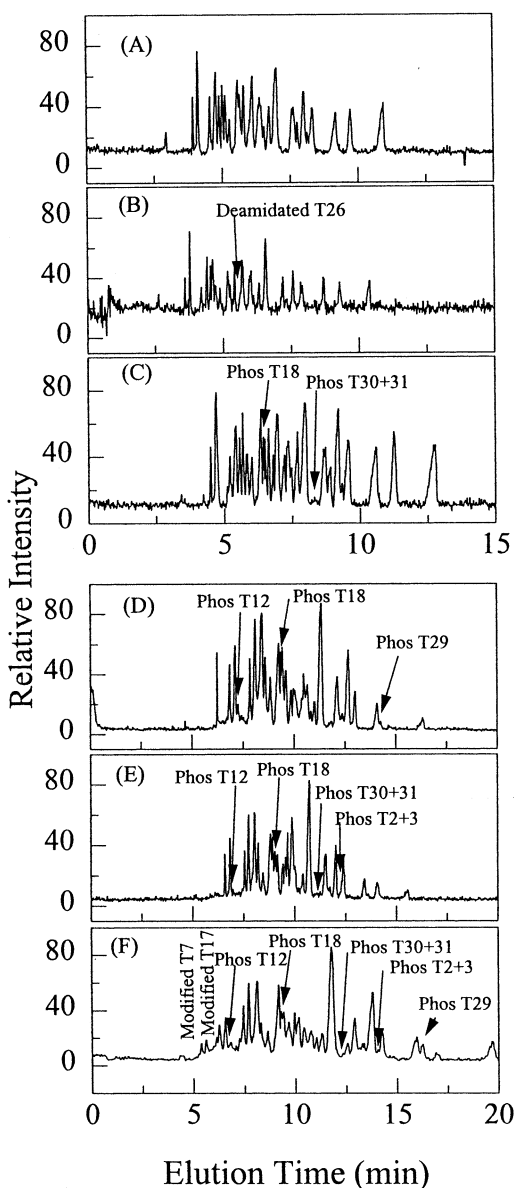 (A)
80
40
0
(B)
Deamidated T26
80
40
0
(C)
Phos T18
Phos T30+31
80
40
0
0 5 10 15
Relative Intensity
(D)
Phos T12
Phos T18
Phos T29
80
40
0
(E)
Phos T12
Phos T18
Phos T30+31
Phos T2+3
80
40
0
(F)
Modified T7
Modified T17
Phos T12
Phos T18
Phos T30+31
Phos T2+3
Phos T29
80
40
0
0 5 10 15 20
Elution Time (min)